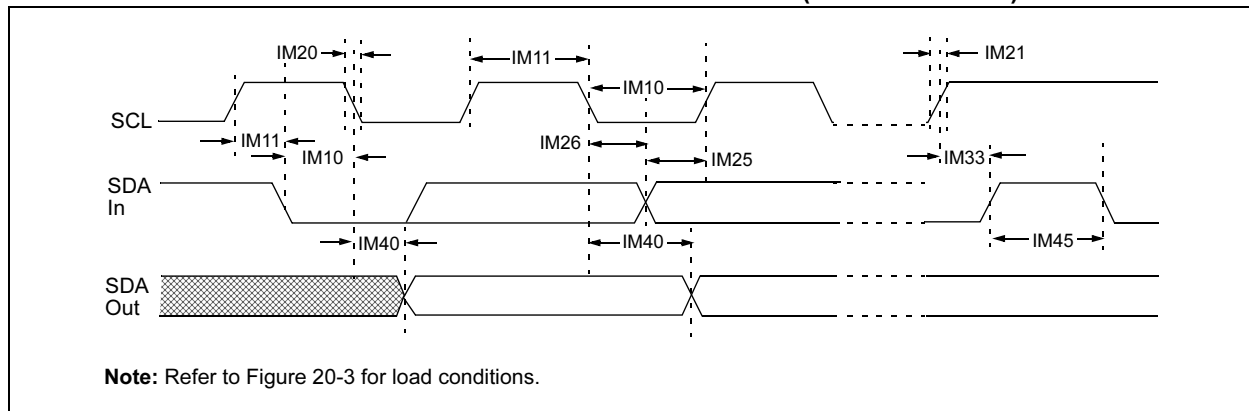 IM20
IM11
IM21
IM10
SCL
IM11
IM26
IM10
IM25
IM33
SDA
In
IM40
IM40
IM45
SDA
Out
Note: Refer to Figure 20-3 for load conditions.